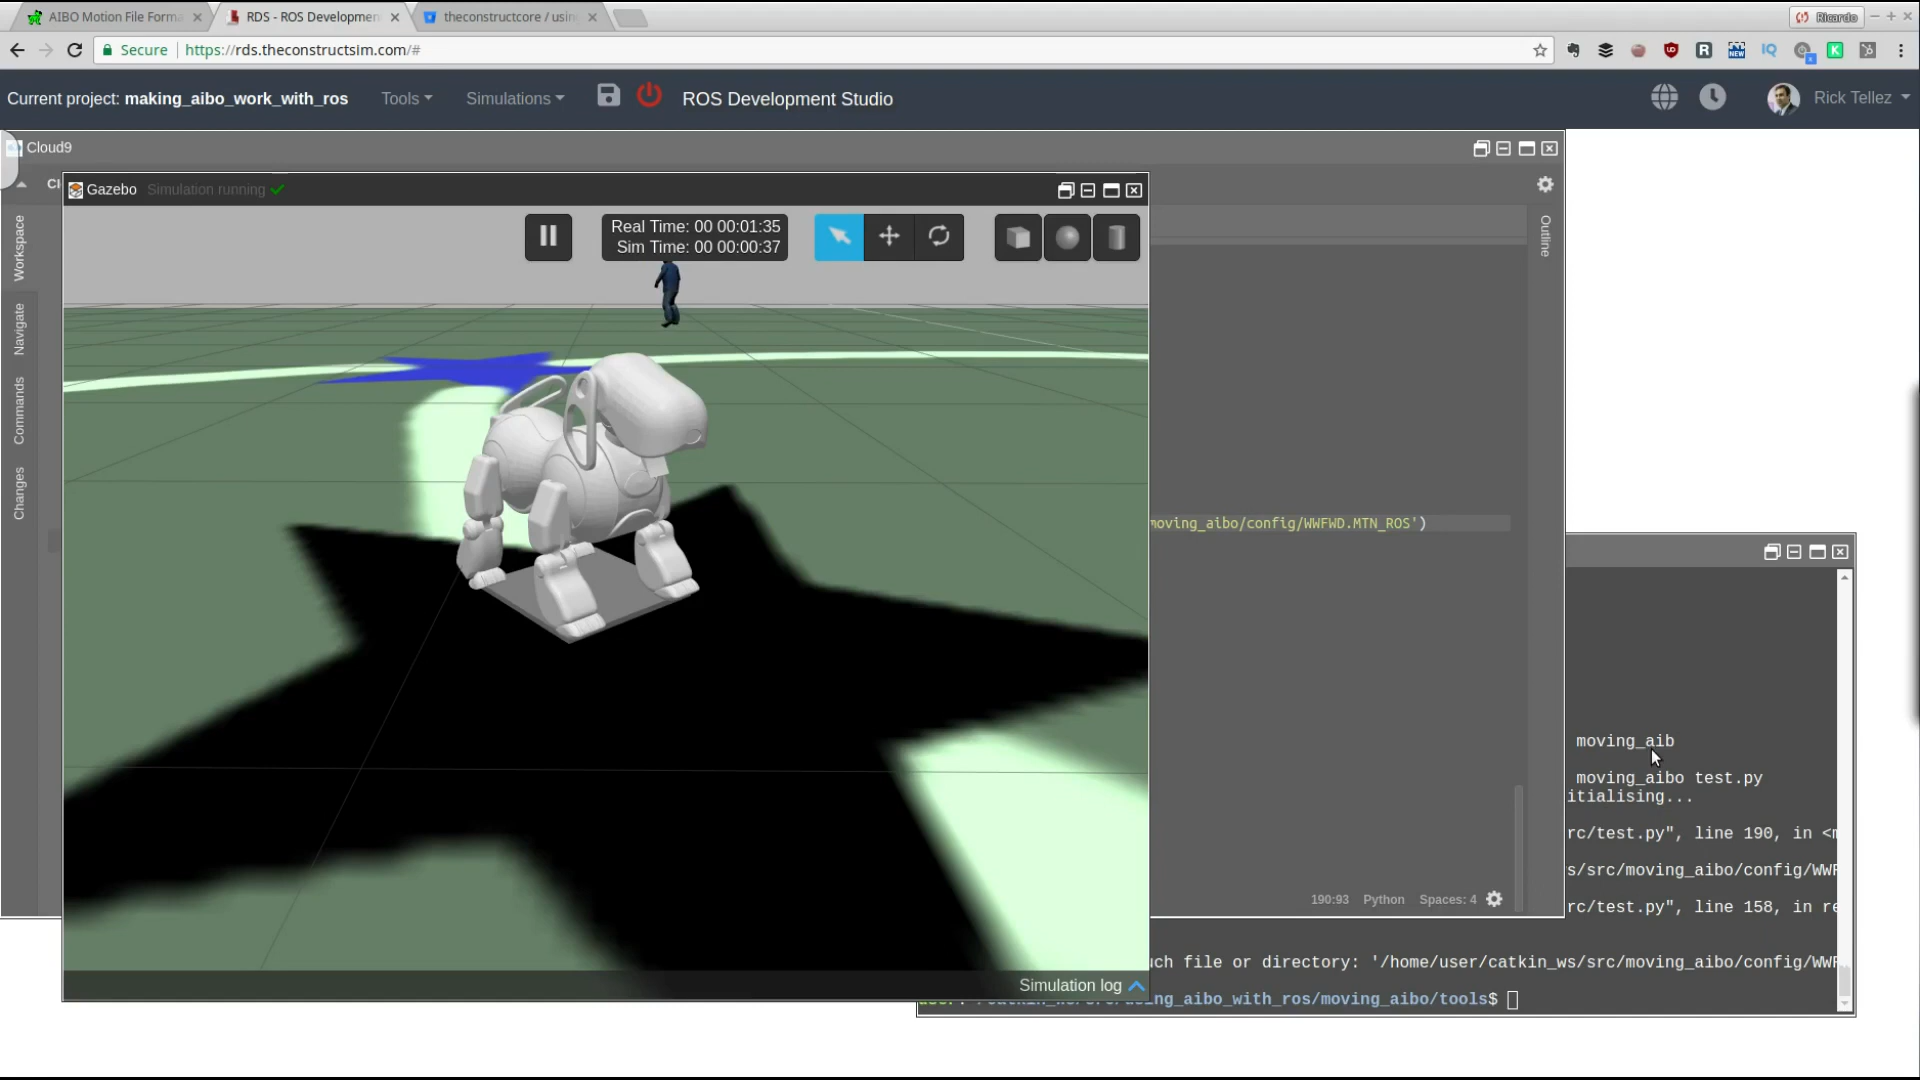 AIBO Motion File Forma
RDS - ROS Developmen
theconstructcore / usin
Ricardo
Secure
https://rds.theconstructsim.com/#
Current project: making_aibo_work_with_ros
Tools
Simulations
ROS Development Studio
Rick Tellez
Cloud9
Cl
Gazebo
Simulation running
Real Time: 00 00:01:35
Sim Time: 00 00:00:37
Workspace
Navigate
Commands
Changes
Outline
moving_aibo/config/WWFWD.MTN_ROS')
190:93
Python
Spaces: 4
moving_aib
moving_aibo test.py
itialising...
rc/test.py", line 190, in <m
s/src/moving_aibo/config/WWF
rc/test.py", line 158, in re
uch file or directory: '/home/user/catkin_ws/src/moving_aibo/config/WWF
ng_aibo_with_ros/moving_aibo/tools$
Simulation log